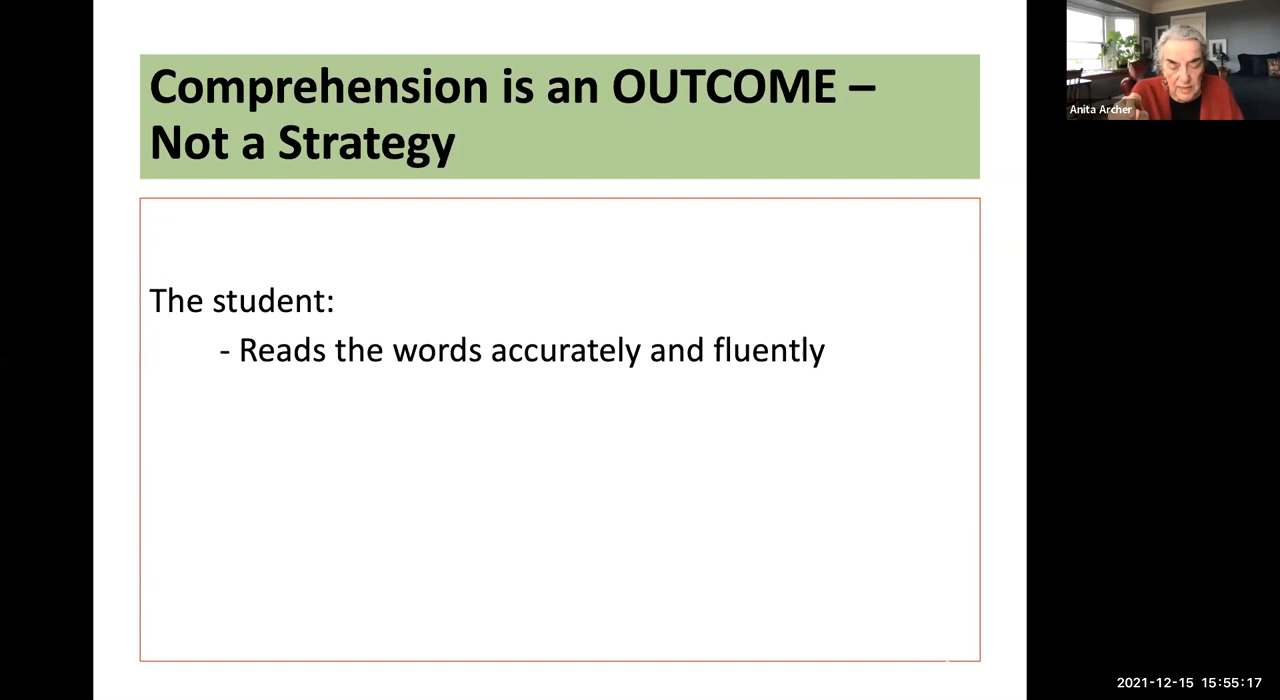 Comprehension is an OUTCOME –
Not a Strategy
The student:
- Reads the words accurately and fluently
Anita Archer
2021-12-15 15:55:17